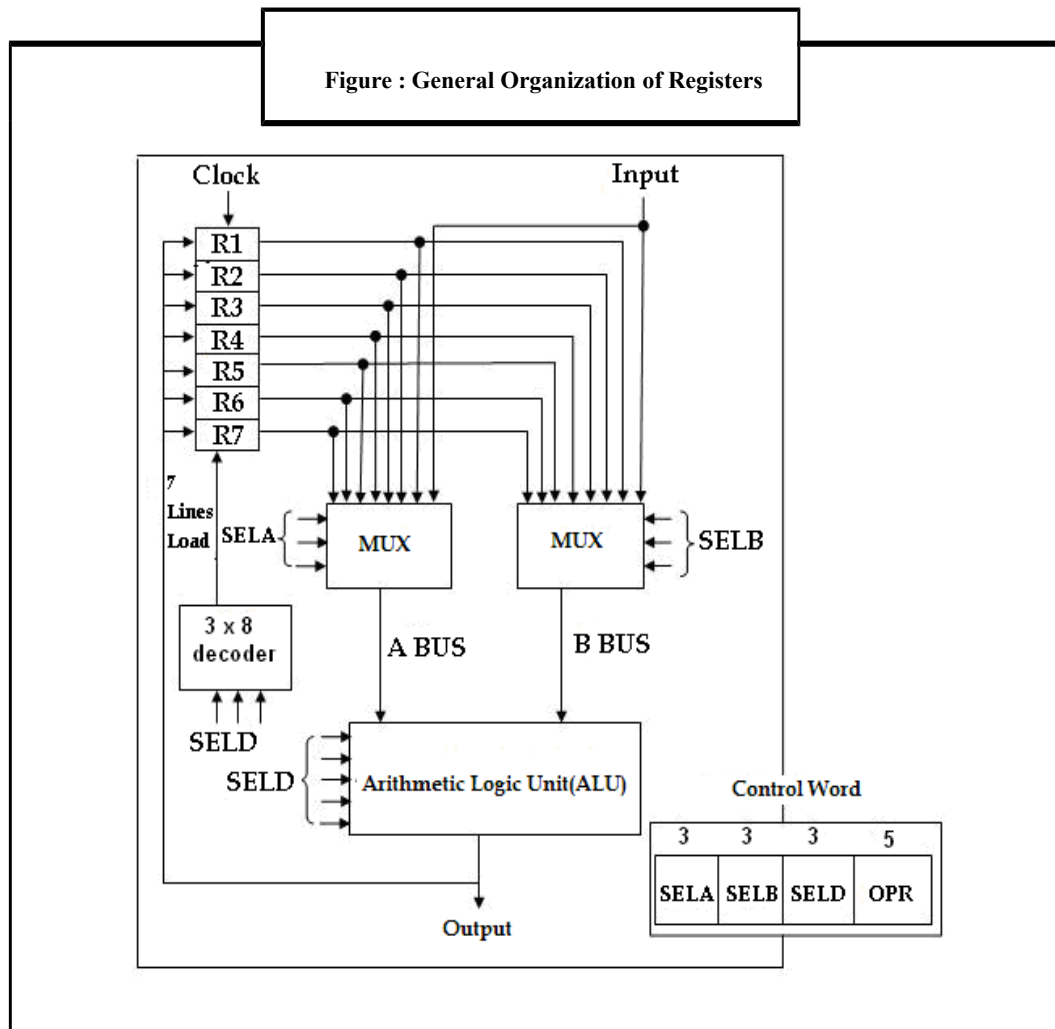 Figure : General Organization of Registers
Clock
Input
R1
R2
R3
R4
R5
R6
R7
7
Lines
Load
SELA
MUX
MUX
SELB
3 x 8
decoder
A BUS
B BUS
SELD
SELD
Arithmetic Logic Unit(ALU)
Control Word
3 3 3 5
SELA SELB SELD OPR
Output